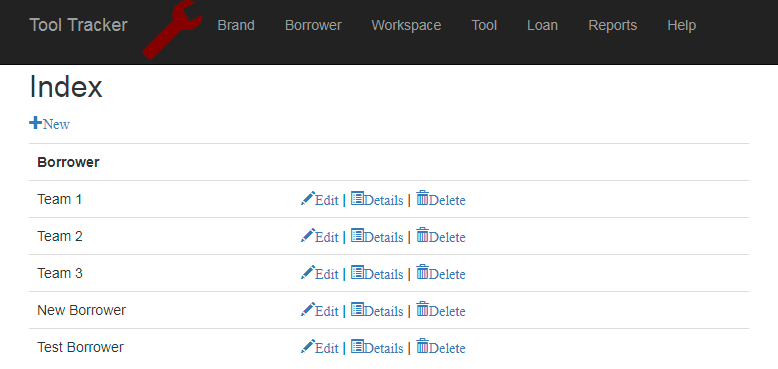 Tool Tracker Brand Borrower Workspace Tool Loan Reports Help
Index
New
Borrower
Team 1 Edit | Details | Delete
Team 2 Edit | Details | Delete
Team 3 Edit | Details | Delete
New Borrower Edit | Details | Delete
Test Borrower Edit | Details | Delete